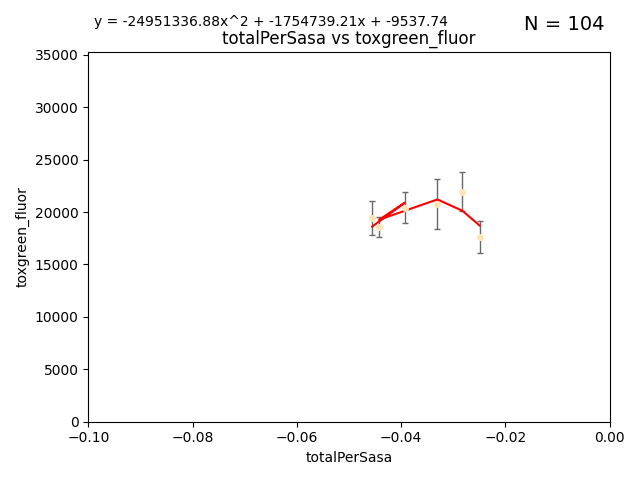 y = -24951336.88x^2 + -1754739.21x + -9537.74
N = 104
totalPerSasa vs toxgreen_fluor
35000
30000
25000
20000
15000
10000
5000
0
toxgreen_fluor
−0.10
−0.08
−0.06
−0.04
−0.02
0.00
totalPerSasa